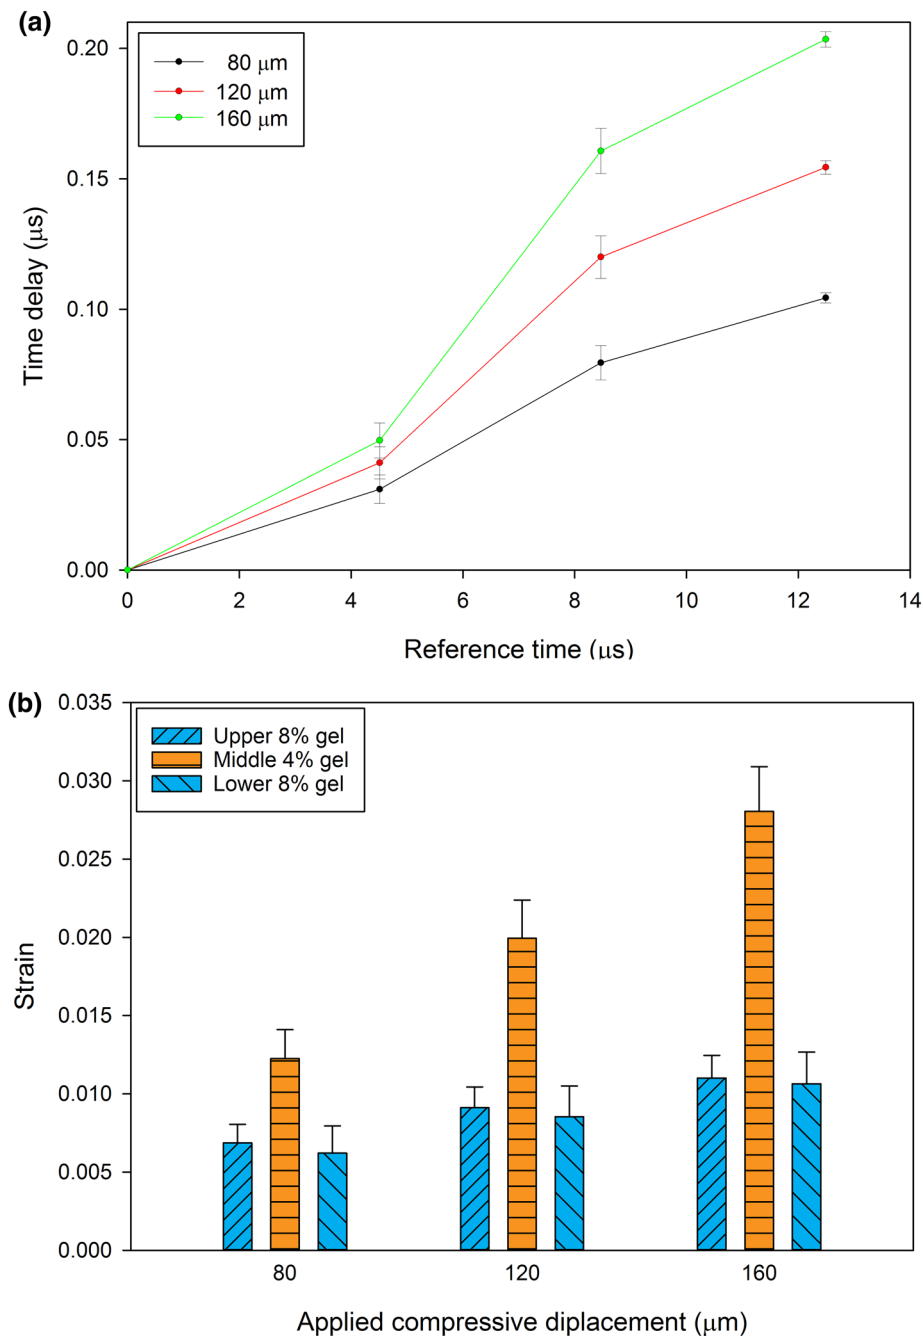 (a)
0.20
0.15
0.10
0.05
0.00
Time delay (μs)
80 μm
120 μm
160 μm
0 2 4 6 8 10 12 14
Reference time (μs)
(b)
0.035
0.030
0.025
0.020
0.015
0.010
0.005
0.000
Strain
Upper 8% gel
Middle 4% gel
Lower 8% gel
80 120 160
Applied compressive diplacement (μm)